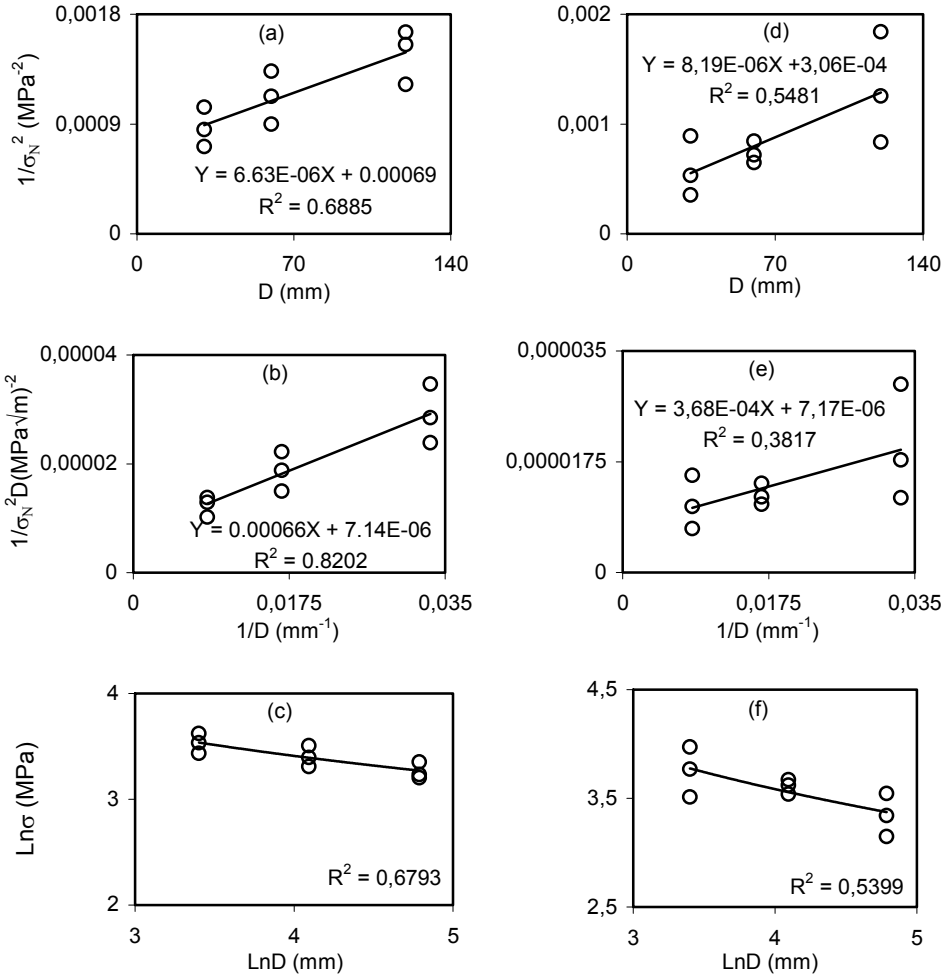 0,0018
(a)
1/σN² (MPa⁻²)
0,0009
Y = 6.63E-06X + 0.00069
R² = 0.6885
0
0
70
140
D (mm)
0,002
(d)
Y = 8,19E-06X +3,06E-04
R² = 0,5481
0,001
0
0
70
140
D (mm)
0,00004
(b)
1/σN²D(MPa√m)⁻²
0,00002
Y = 0.00066X + 7.14E-06
R² = 0.8202
0
0
0,0175
0,035
1/D (mm⁻¹)
0,000035
(e)
Y = 3,68E-04X + 7,17E-06
R² = 0,3817
0,0000175
0
0
0,0175
0,035
1/D (mm⁻¹)
4
(c)
Lnσ (MPa)
3
R² = 0,6793
2
3
4
5
LnD (mm)
4,5
(f)
3,5
R² = 0,5399
2,5
3
4
5
LnD (mm)